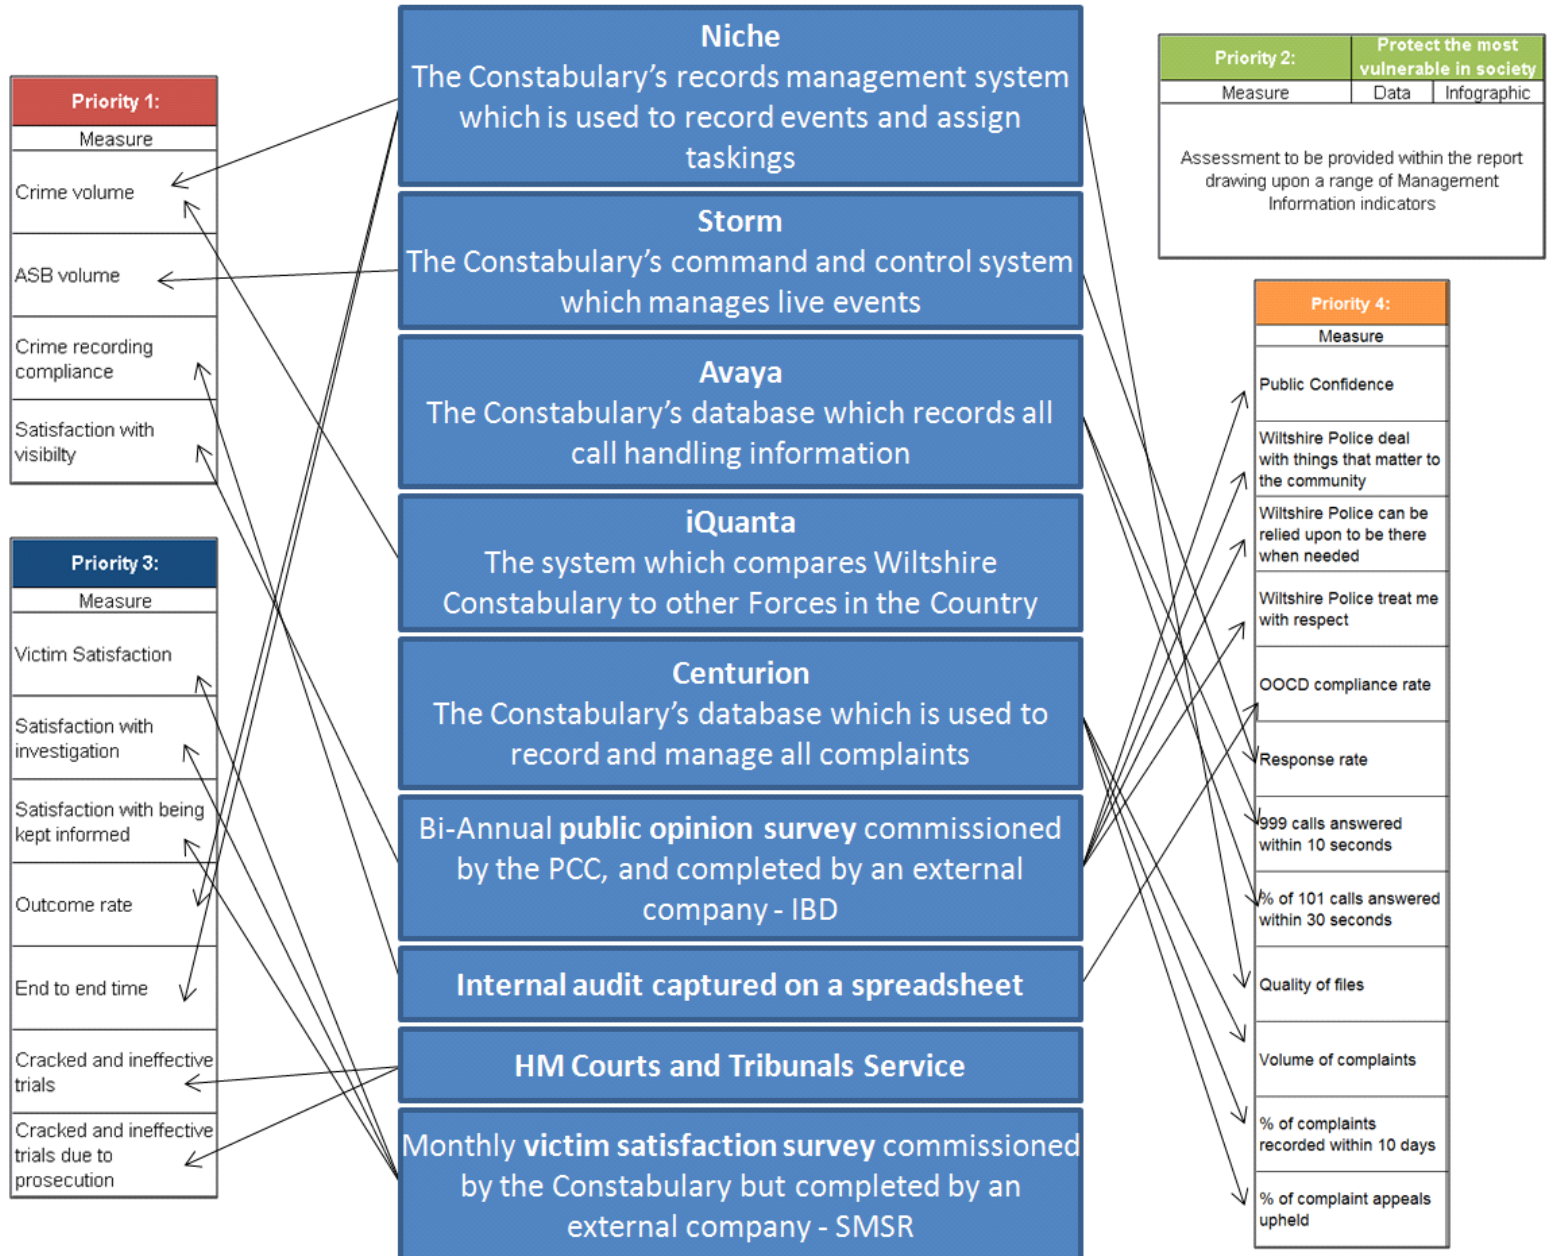 Priority 1:
Measure
Crime volume
ASB volume
Crime recording
compliance
Satisfaction with
visibilty
Priority 3:
Measure
Victim Satisfaction
Satisfaction with
investigation
Satisfaction with being
kept informed
Outcome rate
End to end time
Cracked and ineffective
trials
Cracked and ineffective
trials due to
prosecution
Niche
The Constabulary’s records management system
which is used to record events and assign
taskings
Storm
The Constabulary’s command and control system
which manages live events
Avaya
The Constabulary’s database which records all
call handling information
iQuanta
The system which compares Wiltshire
Constabulary to other Forces in the Country
Centurion
The Constabulary’s database which is used to
record and manage all complaints
Bi-Annual public opinion survey commissioned
by the PCC, and completed by an external
company - IBD
Internal audit captured on a spreadsheet
HM Courts and Tribunals Service
Monthly victim satisfaction survey commissioned
by the Constabulary but completed by an
external company - SMSR
Priority 2:
Protect the most
vulnerable in society
Measure Data Infographic
Assessment to be provided within the report
drawing upon a range of Management
Information indicators
Priority 4:
Measure
Public Confidence
Wiltshire Police deal
with things that matter to
the community
Wiltshire Police can be
relied upon to be there
when needed
Wiltshire Police treat me
with respect
OOCD compliance rate
Response rate
999 calls answered
within 10 seconds
% of 101 calls answered
within 30 seconds
Quality of files
Volume of complaints
% of complaints
recorded within 10 days
% of complaint appeals
upheld